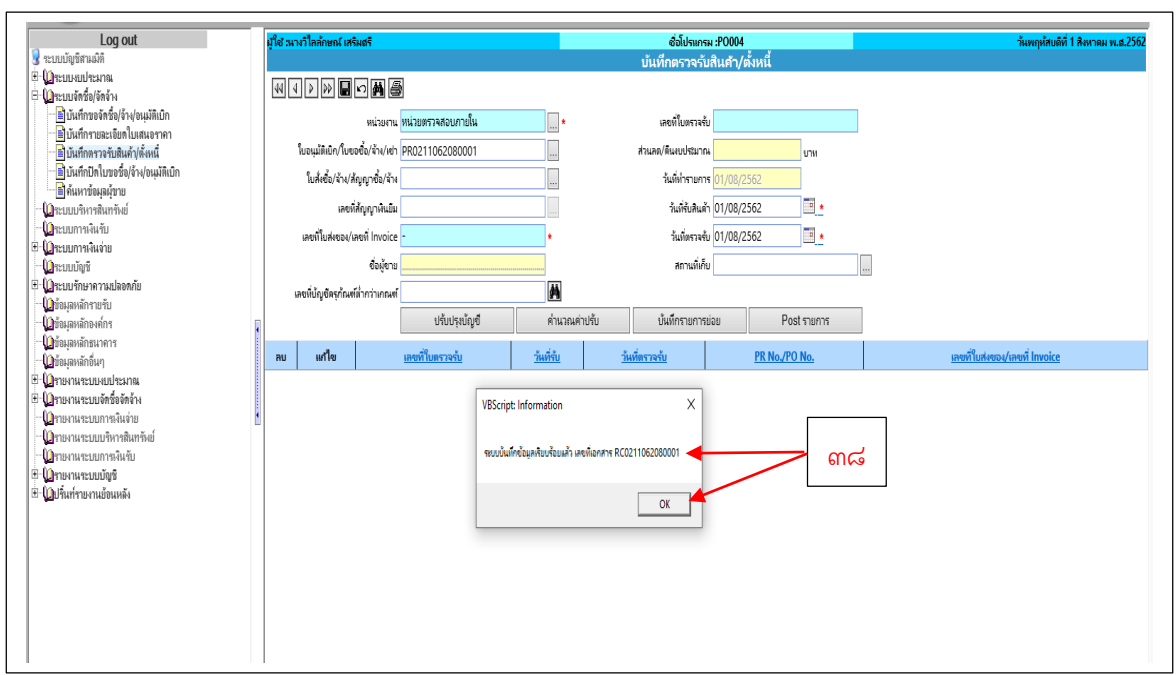 Log out
ระบบบัญชีสามมิติ
ระบบงบประมาณ
ระบบจัดซื้อ/จัดจ้าง
บันทึกขอจัดซื้อ/จ้าง/อนุมัติเบิก
บันทึกรายละเอียดใบเสนอราคา
บันทึกตรวจรับสินค้า/ตั้งหนี้
บันทึกปิดใบขอซื้อ/จ้าง/อนุมัติเบิก
ค้นหาข้อมูลผู้ขาย
ระบบบริหารสินทรัพย์
ระบบการเงินรับ
ระบบการเงินจ่าย
ระบบบัญชี
ระบบรักษาความปลอดภัย
ข้อมูลหลักรายรับ
ข้อมูลหลักองค์กร
ข้อมูลหลักธนาคาร
ข้อมูลหลักอื่นๆ
รายงานระบบงบประมาณ
รายงานระบบจัดซื้อจัดจ้าง
รายงานระบบการเงินจ่าย
รายงานระบบบริหารสินทรัพย์
รายงานระบบการเงินรับ
รายงานระบบบัญชี
ปริ้นท์รายงานย้อนหลัง
ผู้ใช้ :นางวิไลลักษณ์ เสริมศรี ชื่อโปรแกรม :PO004 วันพฤหัสบดีที่ 1 สิงหาคม พ.ศ.2562
บันทึกตรวจรับสินค้า/ตั้งหนี้
หน่วยงาน หน่วยตรวจสอบภายใน ... * เลขที่ใบตรวจรับ
ใบอนุมัติเบิก/ใบขอซื้อ/จ้าง/เช่า PR0211062080001 ... ส่วนลด/คืนงบประมาณ บาท
ใบสั่งซื้อ/จ้าง/สัญญาซื้อ/จ้าง ... วันที่ทำรายการ 01/08/2562
เลขที่สัญญาเงินยืม ... วันที่รับสินค้า 01/08/2562 *
เลขที่ใบส่งของ/เลขที่ Invoice - * วันที่ตรวจรับ 01/08/2562 *
ชื่อผู้ขาย สถานที่เก็บ ...
เลขที่บัญชีครุภัณฑ์ต่ำกว่าเกณฑ์
ปรับปรุงบัญชี คำนวณค่าปรับ บันทึกรายการย่อย Post รายการ
ลบ แก้ไข เลขที่ใบตรวจรับ วันที่รับ วันที่ตรวจรับ PR No./PO No. เลขที่ใบส่งของ/เลขที่ Invoice
VBScript: Information X
ระบบบันทึกข้อมูลเรียบร้อยแล้ว เลขที่เอกสาร RC0211062080001
OK
๓๘